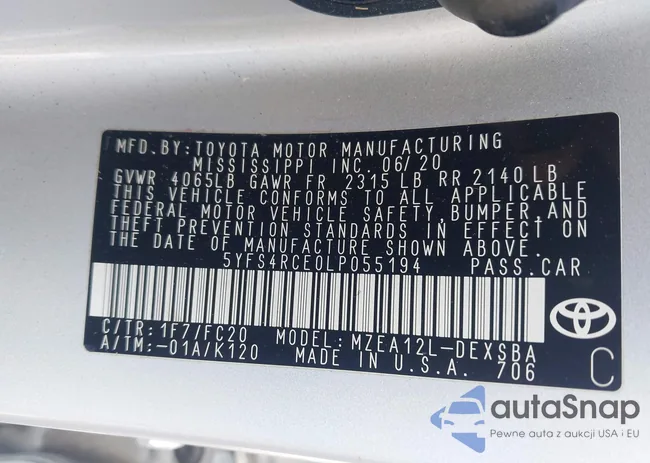 MFD.BY:TOYOTA MOTOR MANUFACTURING
MISSISSIPPI INC. 06/20
GVWR 4065LB GAWR FR 2315 LB RR 2140 LB
THIS VEHICLE CONFORMS TO ALL APPLICABLE
FEDERAL MOTOR VEHICLE SAFETY, BUMPER, AND
THEFT PREVENTION STANDARDS IN EFFECT ON
THE DATE OF MANUFACTURE SHOWN ABOVE.
5YFS4RCE0LP055194 PASS.CAR
C/TR:1F7/FC20 MODEL:MZEA12L-DEXSBA
A/TM:-01A/K120 MADE IN U.S.A. 706
C
autaSnap
Pewne auta z aukcji USA i EU